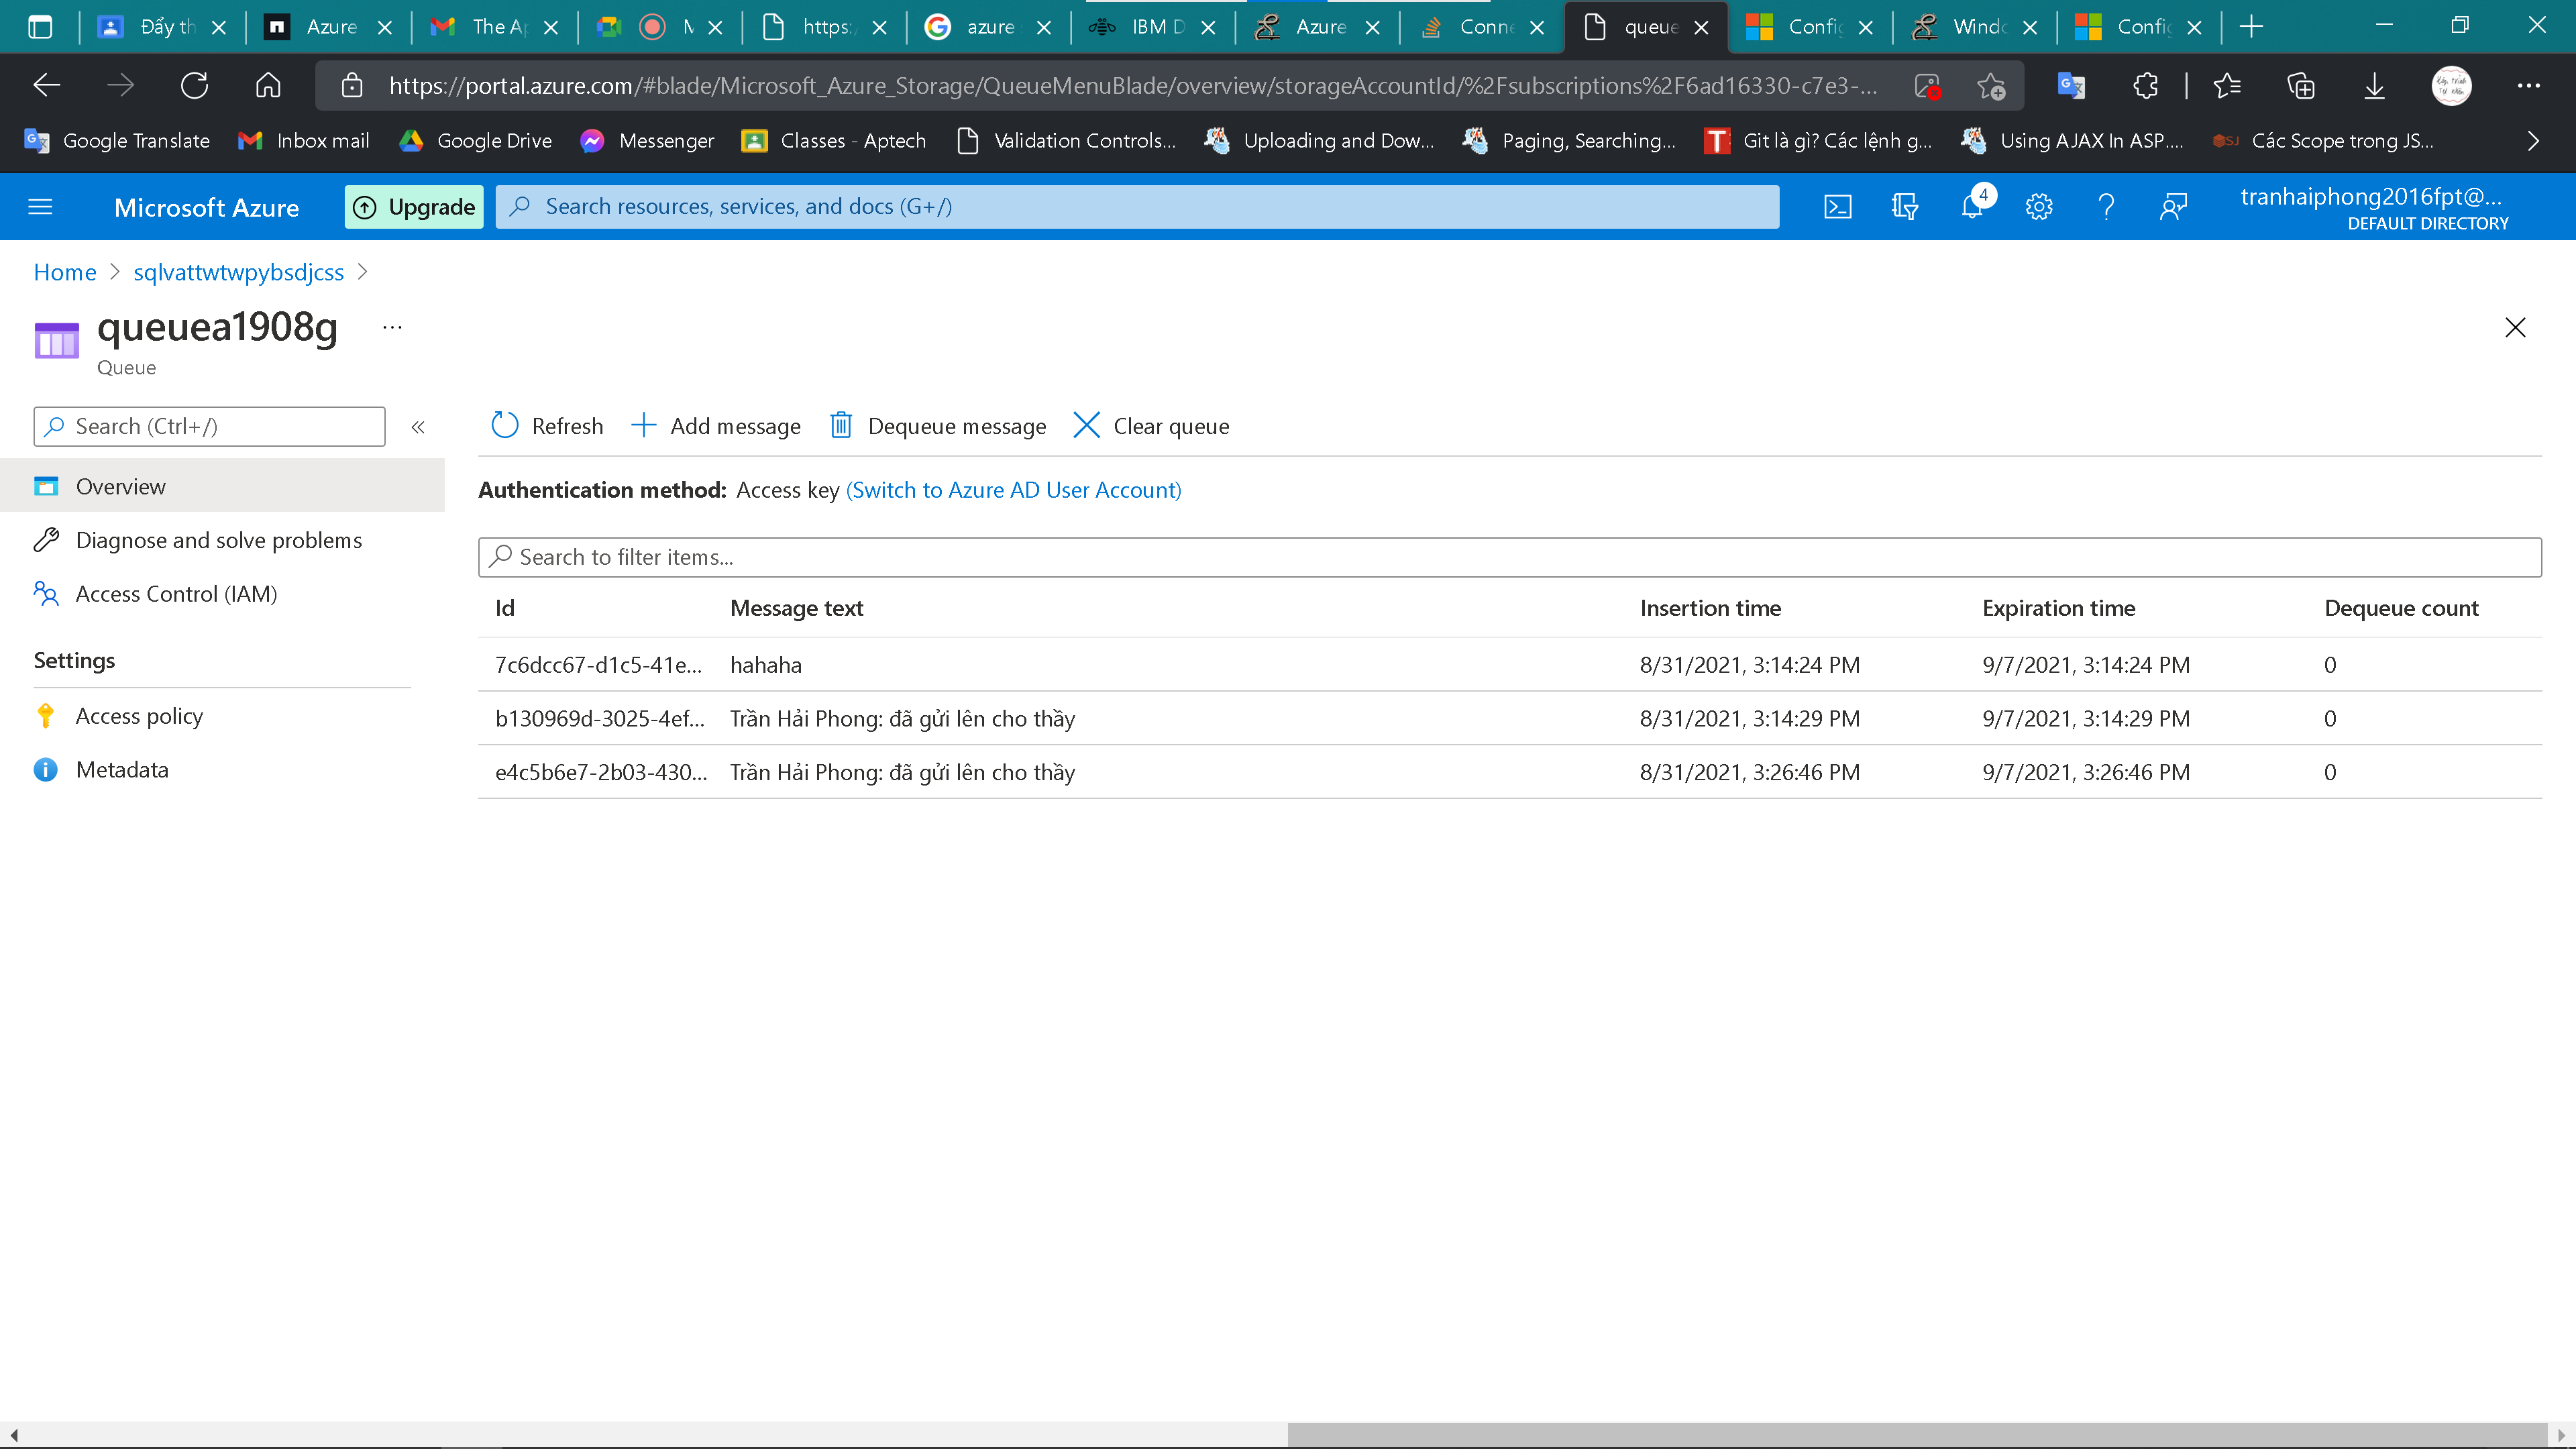 Đẩy th
Azure
The Ap
https:/
azure
IBM D
Azure
Conne
queue
Config
Windo
Config
https://portal.azure.com/#blade/Microsoft_Azure_Storage/QueueMenuBlade/overview/storageAccountId/%2Fsubscriptions%2F6ad16330-c7e3-...
Google Translate
Inbox mail
Google Drive
Messenger
Classes - Aptech
Validation Controls...
Uploading and Dow...
Paging, Searching...
Git là gì? Các lệnh g...
Using AJAX In ASP....
Các Scope trong JS...
Microsoft Azure
Upgrade
Search resources, services, and docs (G+/)
4
tranhaiphong2016fpt@...
DEFAULT DIRECTORY
Home > sqlvattwtwpybsdjcss >
queuea1908g ...
Queue
Search (Ctrl+/)
Overview
Diagnose and solve problems
Access Control (IAM)
Settings
Access policy
Metadata
Refresh
Add message
Dequeue message
Clear queue
Authentication method: Access key (Switch to Azure AD User Account)
Search to filter items...
Id Message text Insertion time Expiration time Dequeue count
7c6dcc67-d1c5-41e... hahaha 8/31/2021, 3:14:24 PM 9/7/2021, 3:14:24 PM 0
b130969d-3025-4ef... Trần Hải Phong: đã gửi lên cho thầy 8/31/2021, 3:14:29 PM 9/7/2021, 3:14:29 PM 0
e4c5b6e7-2b03-430... Trần Hải Phong: đã gửi lên cho thầy 8/31/2021, 3:26:46 PM 9/7/2021, 3:26:46 PM 0